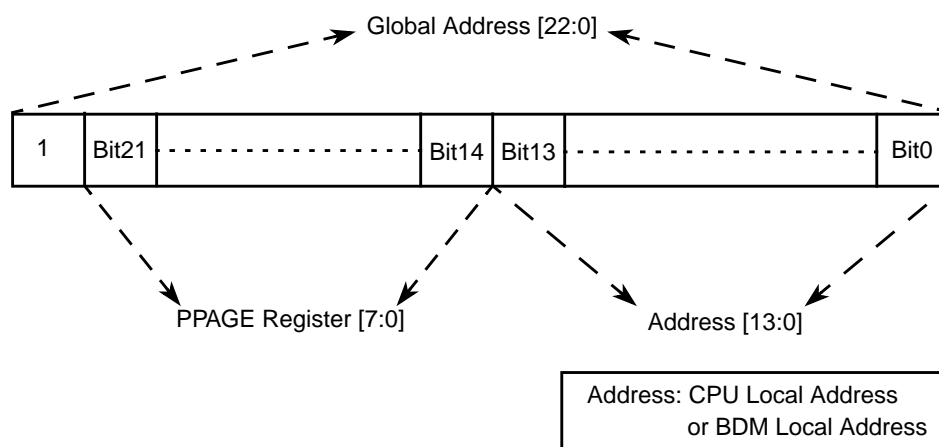 Global Address [22:0]
1 Bit21 Bit14 Bit13 Bit0
PPAGE Register [7:0] Address [13:0]
Address: CPU Local Address
or BDM Local Address